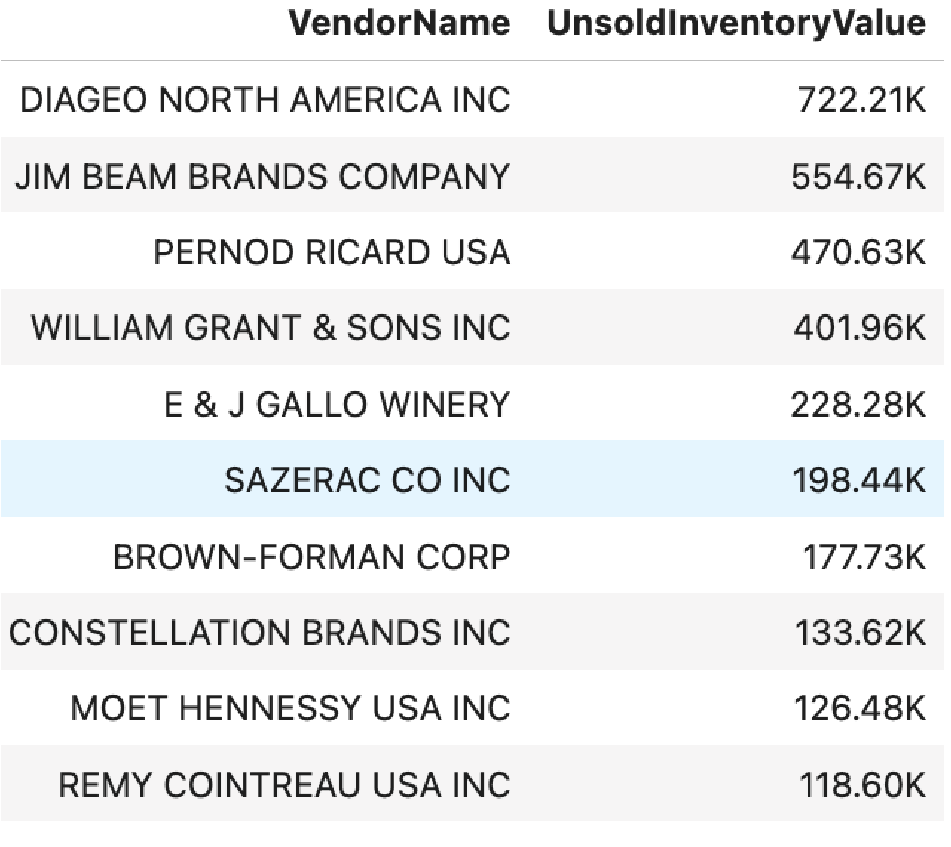 VendorName UnsoldInventoryValue
DIAGEO NORTH AMERICA INC 722.21K
JIM BEAM BRANDS COMPANY 554.67K
PERNOD RICARD USA 470.63K
WILLIAM GRANT & SONS INC 401.96K
E & J GALLO WINERY 228.28K
SAZERAC CO INC 198.44K
BROWN-FORMAN CORP 177.73K
CONSTELLATION BRANDS INC 133.62K
MOET HENNESSY USA INC 126.48K
REMY COINTREAU USA INC 118.60K